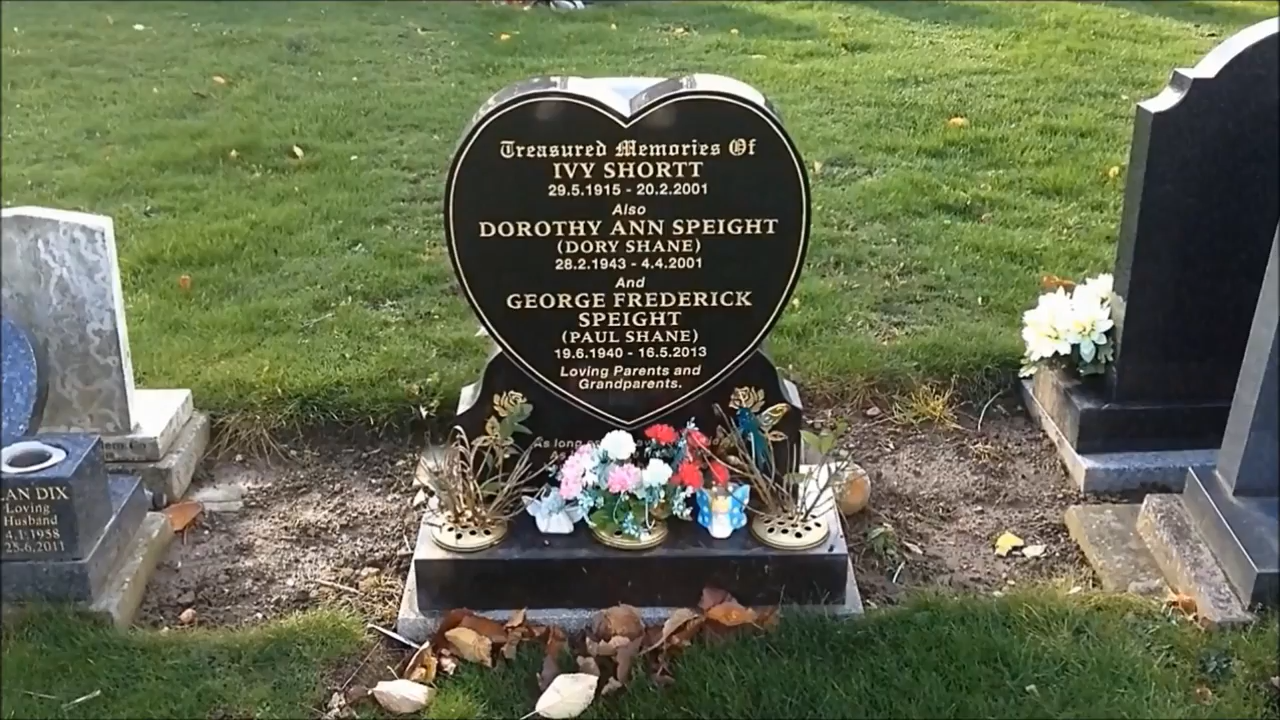 Treasured Memories Of
IVY SHORTT
29.5.1915 - 20.2.2001
Also
DOROTHY ANN SPEIGHT
(DORY SHANE)
28.2.1943 - 4.4.2001
And
GEORGE FREDERICK
SPEIGHT
(PAUL SHANE)
19.6.1940 - 16.5.2013
Loving Parents and
Grandparents.
As long
LAN DIX
Loving
Husband
4.1.1958
25.6.2011